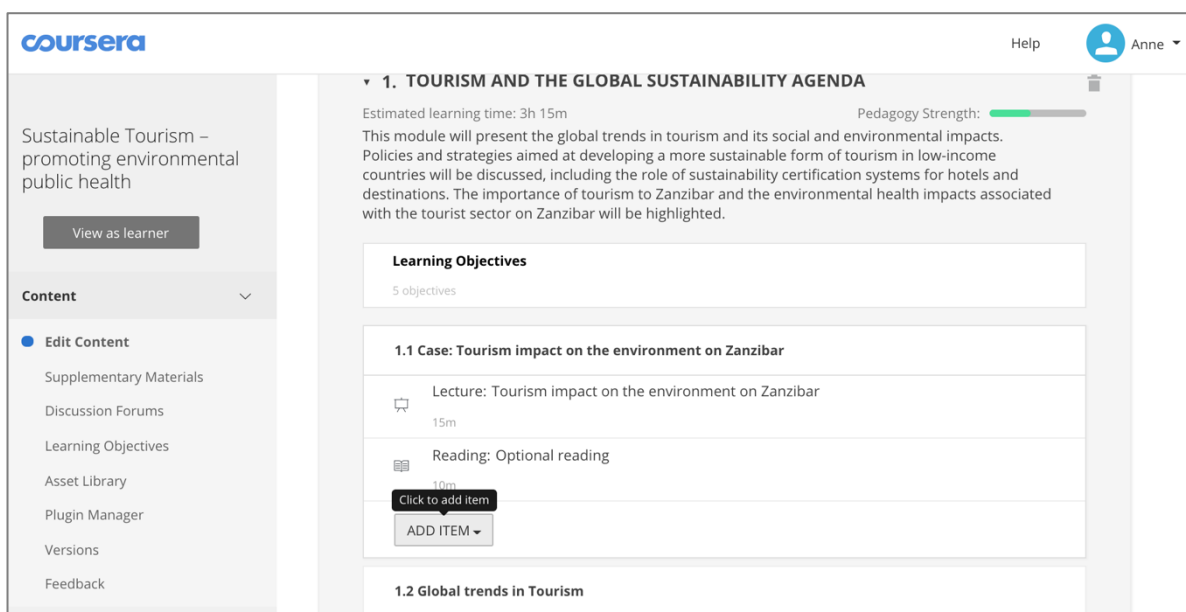 coursera
Help
Anne
Sustainable Tourism –
promoting environmental
public health
View as learner
Content
Edit Content
Supplementary Materials
Discussion Forums
Learning Objectives
Asset Library
Plugin Manager
Versions
Feedback
1. TOURISM AND THE GLOBAL SUSTAINABILITY AGENDA
Estimated learning time: 3h 15m
Pedagogy Strength:
This module will present the global trends in tourism and its social and environmental impacts.
Policies and strategies aimed at developing a more sustainable form of tourism in low-income
countries will be discussed, including the role of sustainability certification systems for hotels and
destinations. The importance of tourism to Zanzibar and the environmental health impacts associated
with the tourist sector on Zanzibar will be highlighted.
Learning Objectives
5 objectives
1.1 Case: Tourism impact on the environment on Zanzibar
Lecture: Tourism impact on the environment on Zanzibar
15m
Reading: Optional reading
10m
Click to add item
ADD ITEM
1.2 Global trends in Tourism